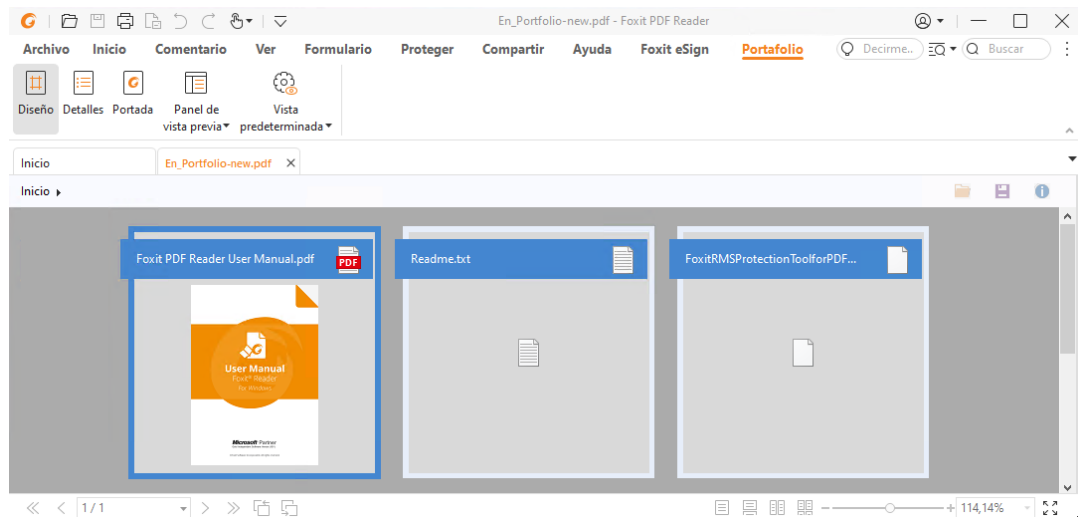 En_Portfolio-new.pdf - Foxit PDF Reader
Archivo Inicio Comentario Ver Formulario Proteger Compartir Ayuda Foxit eSign Portafolio Decirme.. Buscar
Diseño Detalles Portada Panel de vista previa Vista predeterminada
Inicio En_Portfolio-new.pdf
Inicio
Foxit PDF Reader User Manual.pdf PDF Readme.txt FoxitRMSProtectionToolforPDF...
User Manual
Foxit® Reader
For Windows
Microsoft Partner
1 / 1 114,14%